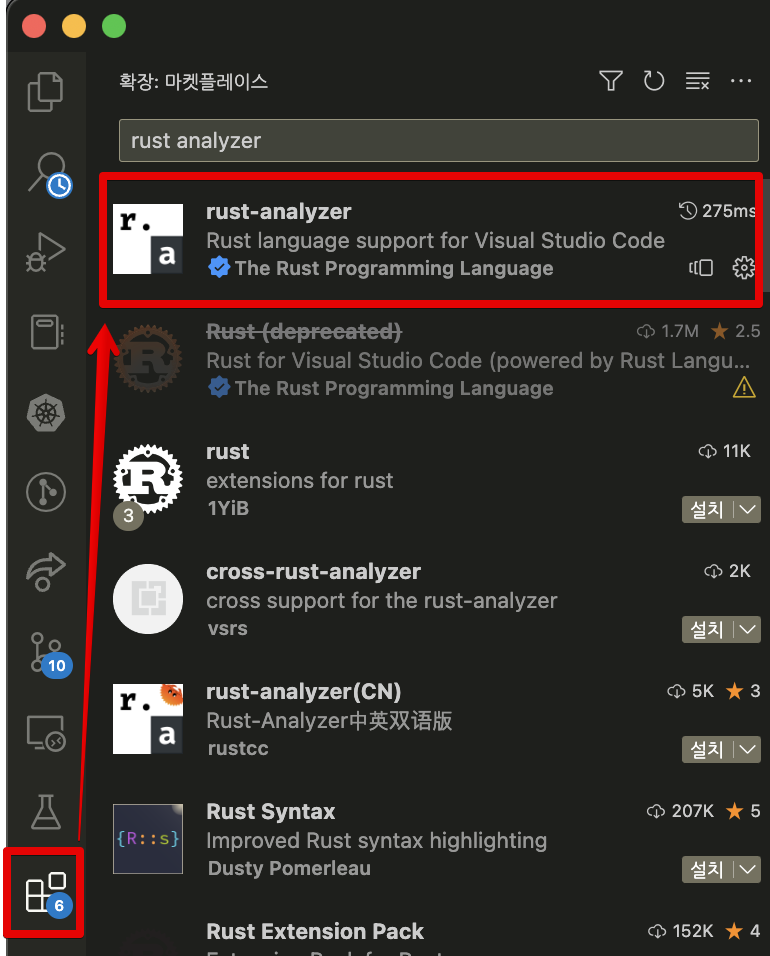 확장: 마켓플레이스
rust analyzer
r.
a
rust-analyzer
275ms
Rust language support for Visual Studio Code
The Rust Programming Language
R
Rust (deprecated)
1.7M
2.5
Rust for Visual Studio Code (powered by Rust Langu...
The Rust Programming Language
R
3
rust
11K
extensions for rust
1YiB
설치
cross-rust-analyzer
2K
cross support for the rust-analyzer
vsrs
설치
r.
a
rust-analyzer(CN)
5K
3
Rust-Analyzer中英双语版
rustcc
설치
{R::s}
Rust Syntax
207K
5
Improved Rust syntax highlighting
Dusty Pomerleau
설치
Rust Extension Pack
152K
4
10
6